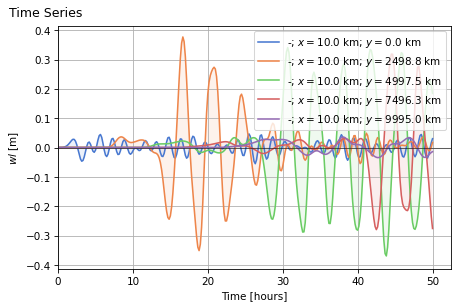 Time Series
0.4
0.3
0.2
0.1
0.0
−0.1
−0.2
−0.3
−0.4
wl [m]
-; x = 10.0 km; y = 0.0 km
-; x = 10.0 km; y = 2498.8 km
-; x = 10.0 km; y = 4997.5 km
-; x = 10.0 km; y = 7496.3 km
-; x = 10.0 km; y = 9995.0 km
0 10 20 30 40 50
Time [hours]